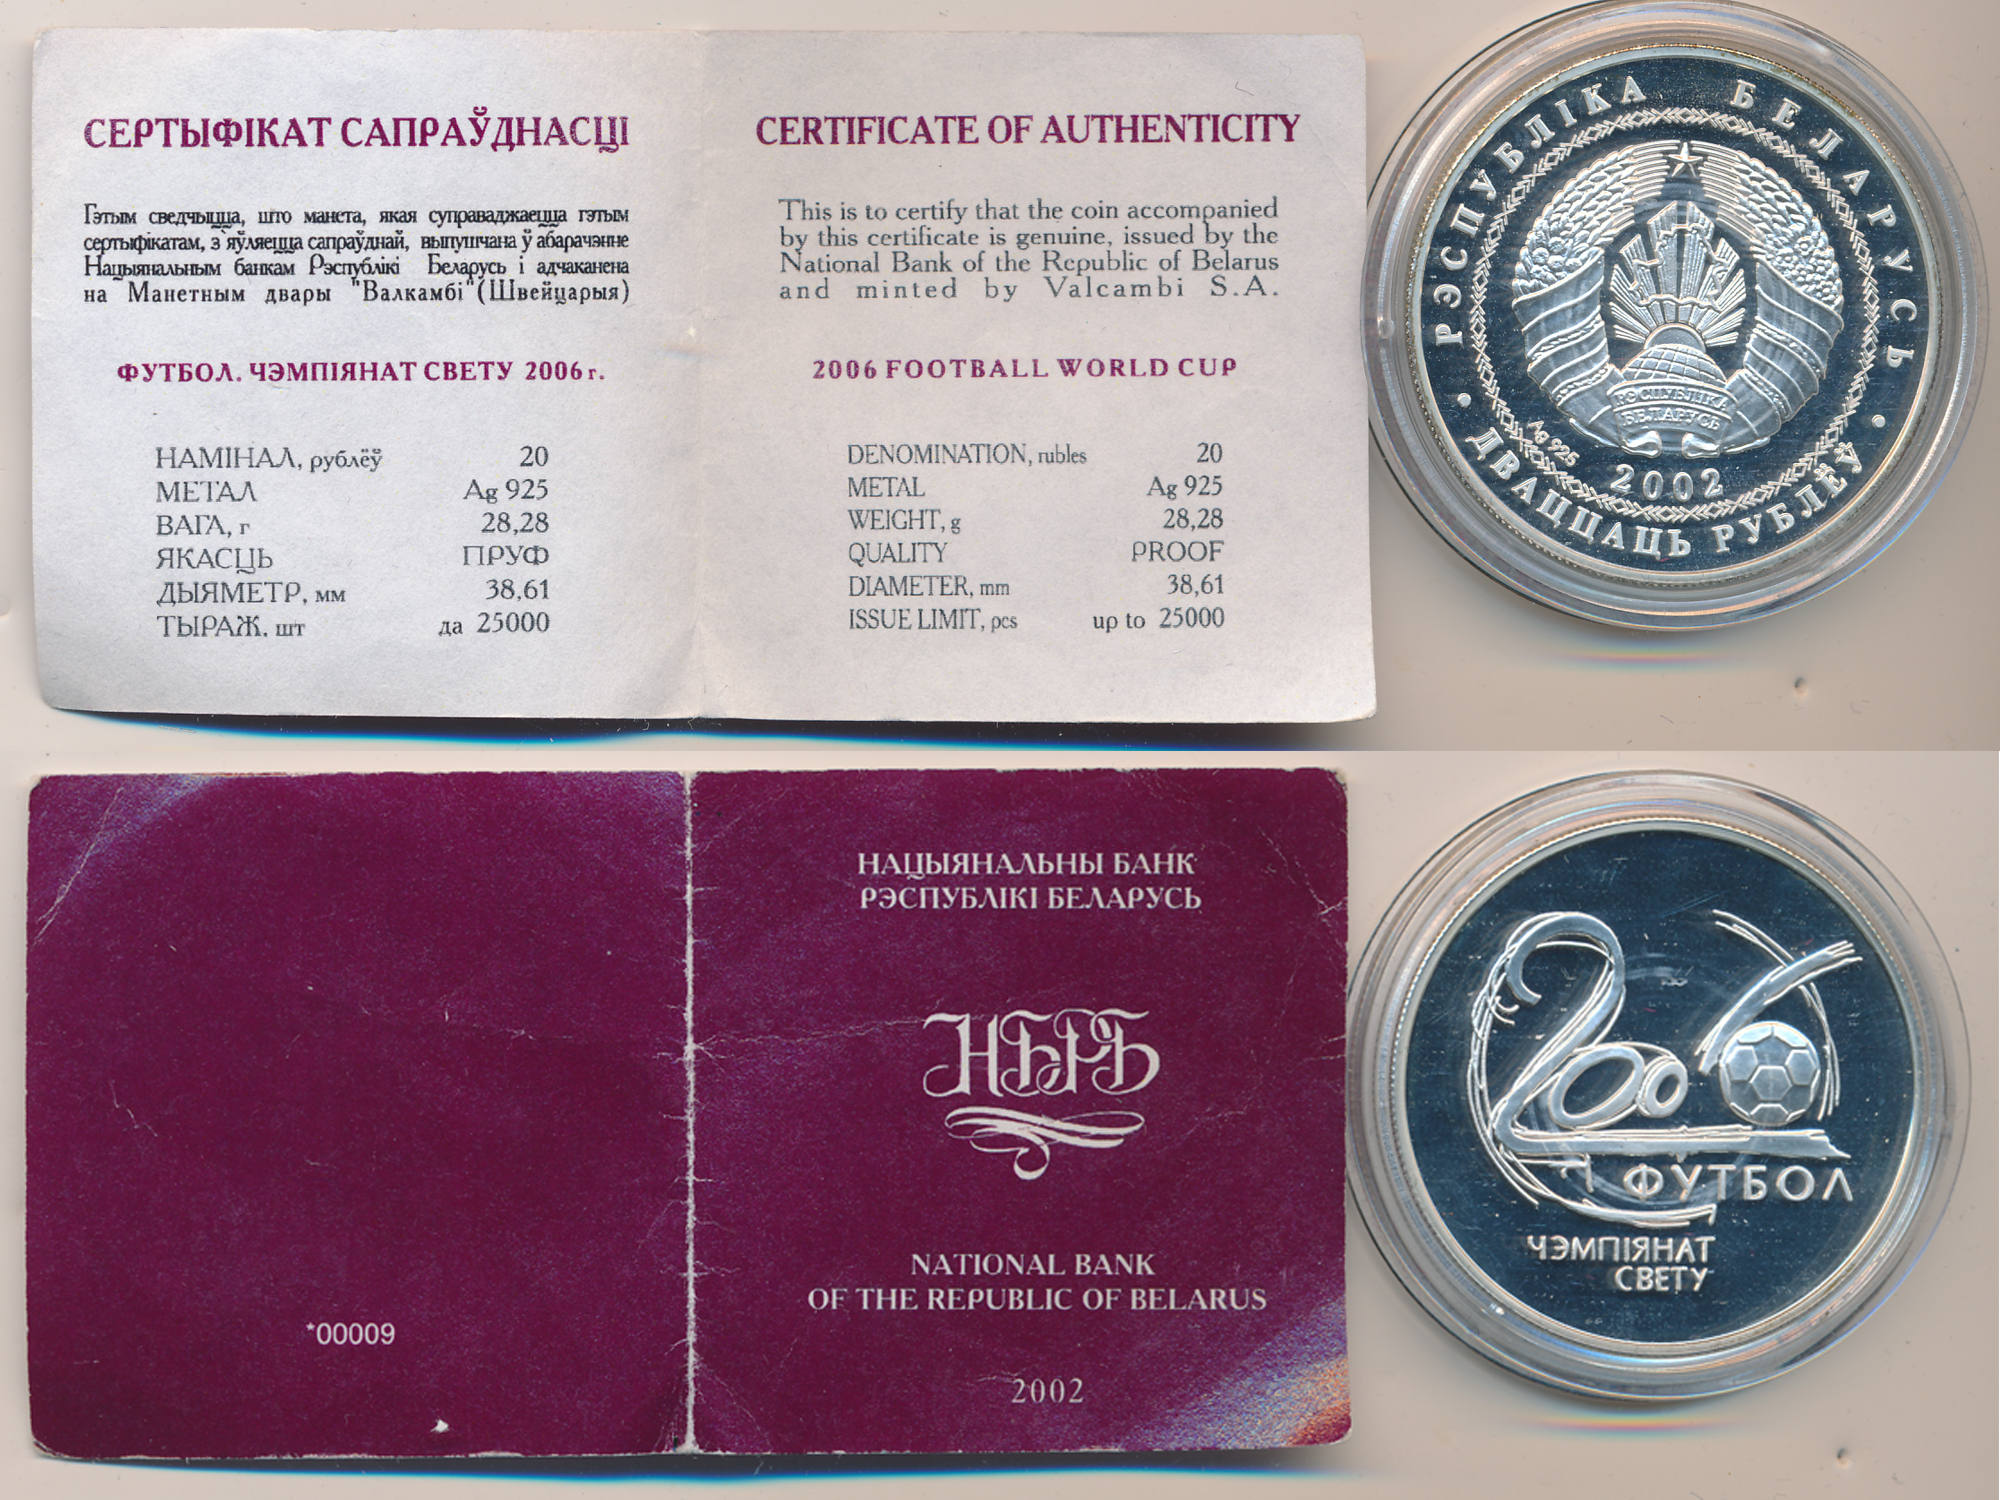 СЕРТЫФІКАТ САПРАЎДНАСЦІ
Гэтым сведчыцца, што манета, якая суправаджаецца гэтым
сертыфікатам, з`яўляецца сапраўднай, выпушчана ў абарачэнне
Нацыянальным банкам Рэспублікі Беларусь і адчаканена
на Манетным двары "Валкамбі" (Швейцарыя)
ФУТБОЛ. ЧЭМПІЯНАТ СВЕТУ 2006 г.
НАМІНАЛ, рублёў 20
МЕТАЛ Ag 925
ВАГА, г 28,28
ЯКАСЦЬ ПРУФ
ДЫЯМЕТР, мм 38,61
ТЫРАЖ, шт да 25000
CERTIFICATE OF AUTHENTICITY
This is to certify that the coin accompanied
by this certificate is genuine, issued by the
National Bank of the Republic of Belarus
and minted by Valcambi S.A.
2006 FOOTBALL WORLD CUP
DENOMINATION, rubles 20
METAL Ag 925
WEIGHT, g 28,28
QUALITY PROOF
DIAMETER, mm 38,61
ISSUE LIMIT, pcs up to 25000
РЭСПУБЛІКА БЕЛАРУСЬ
РЭСПУБЛІКА
БЕЛАРУСЬ
Ag 925
2002
ДВАЦЦАЦЬ РУБЛЁЎ
*00009
НАЦЫЯНАЛЬНЫ БАНК
РЭСПУБЛІКІ БЕЛАРУСЬ
НБРБ
NATIONAL BANK
OF THE REPUBLIC OF BELARUS
2002
2006
ФУТБОЛ
ЧЭМПІЯНАТ
СВЕТУ